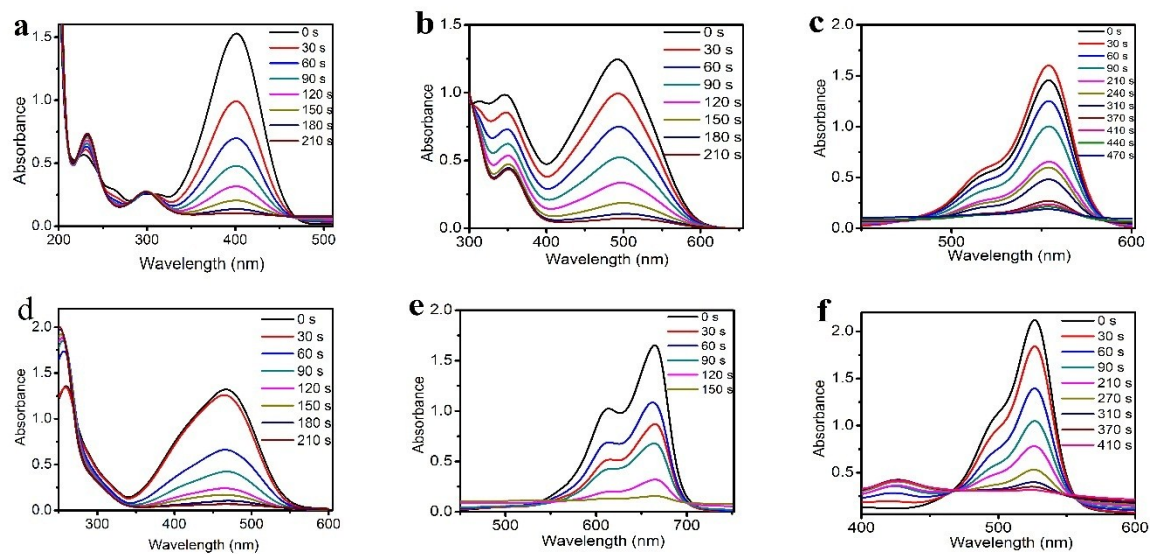 a
1.5
1.0
0.5
0.0
Absorbance
200 300 400 500
Wavelength (nm)
0 s
30 s
60 s
90 s
120 s
150 s
180 s
210 s
b
1.5
1.0
0.5
0.0
Absorbance
300 400 500 600
Wavelength (nm)
0 s
30 s
60 s
90 s
120 s
150 s
180 s
210 s
c
2.0
1.5
1.0
0.5
0.0
Absorbance
500 600
Wavelength (nm)
0 s
30 s
60 s
90 s
210 s
240 s
310 s
370 s
410 s
440 s
470 s
d
2.0
1.5
1.0
0.5
0.0
Absorbance
300 400 500 600
Wavelength (nm)
0 s
30 s
60 s
90 s
120 s
150 s
180 s
210 s
e
2.0
1.5
1.0
0.5
0.0
Absorbance
500 600 700
Wavelength (nm)
0 s
30 s
60 s
90 s
120 s
150 s
f
2.0
1.5
1.0
0.5
Absorbance
400 500 600
Wavelength (nm)
0 s
30 s
60 s
90 s
210 s
270 s
310 s
370 s
410 s